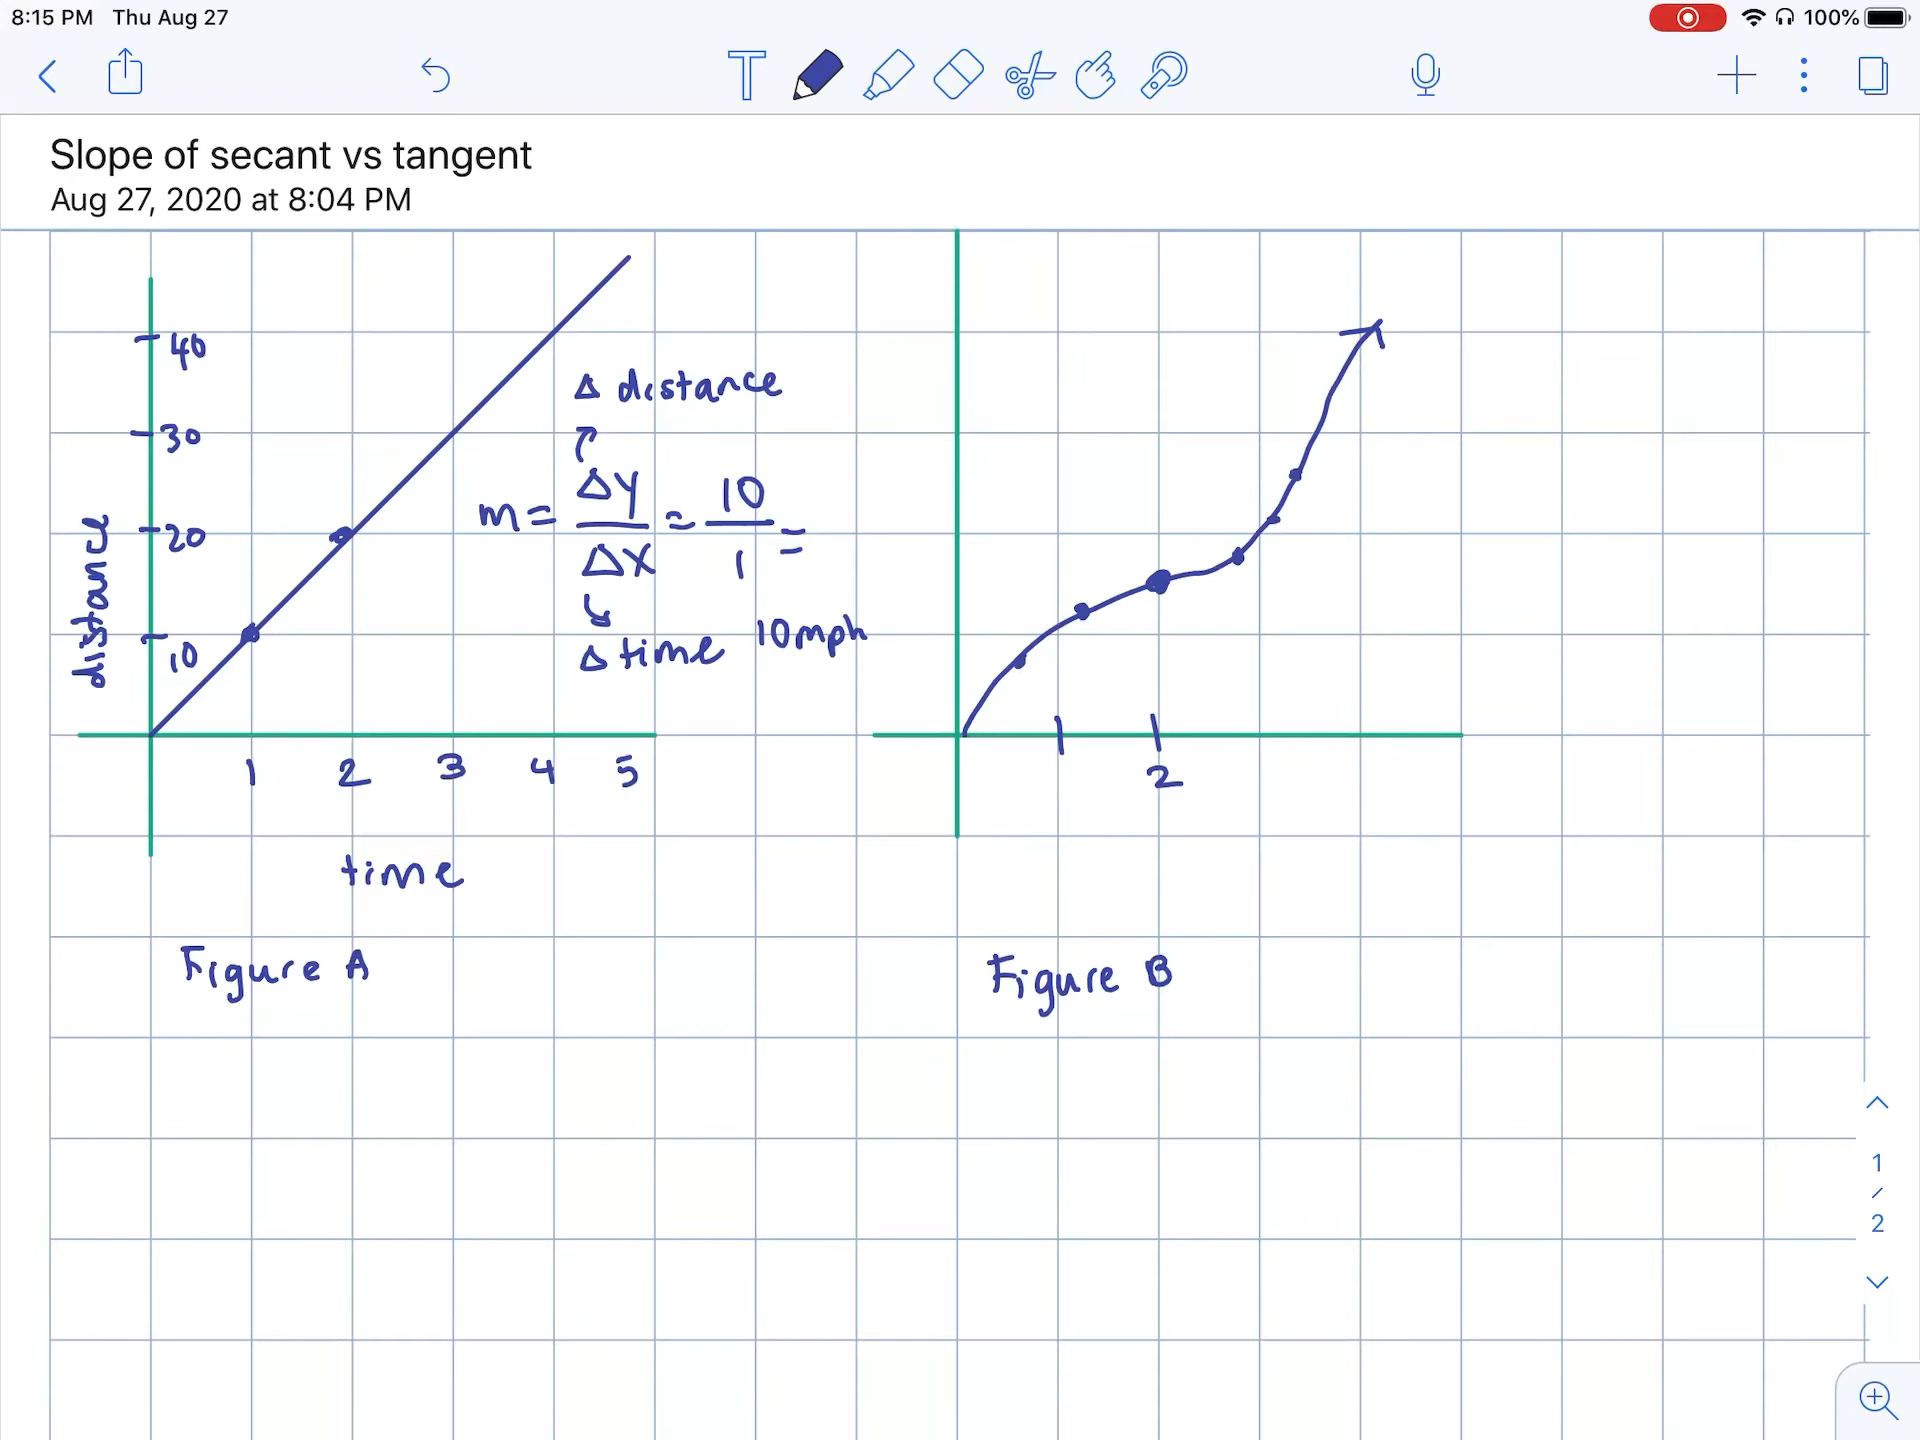 8:15 PM Thu Aug 27
100%
T
Slope of secant vs tangent
Aug 27, 2020 at 8:04 PM
40
30
20
10
distance
Δ distance
m = ΔY / ΔX = 10 / 1 =
10mph
Δ time
1 2 3 4 5
time
Figure A
2
Figure B
1
/
2